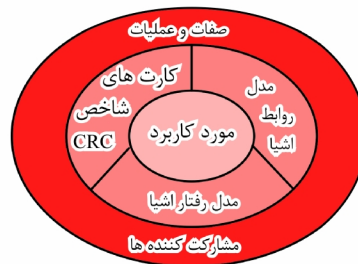 صفات و عملیات
کارت های
شاخص
CRC
مدل
روابط
اشیا
مورد کاربرد
مدل رفتار اشیا
مشارکت کننده ها